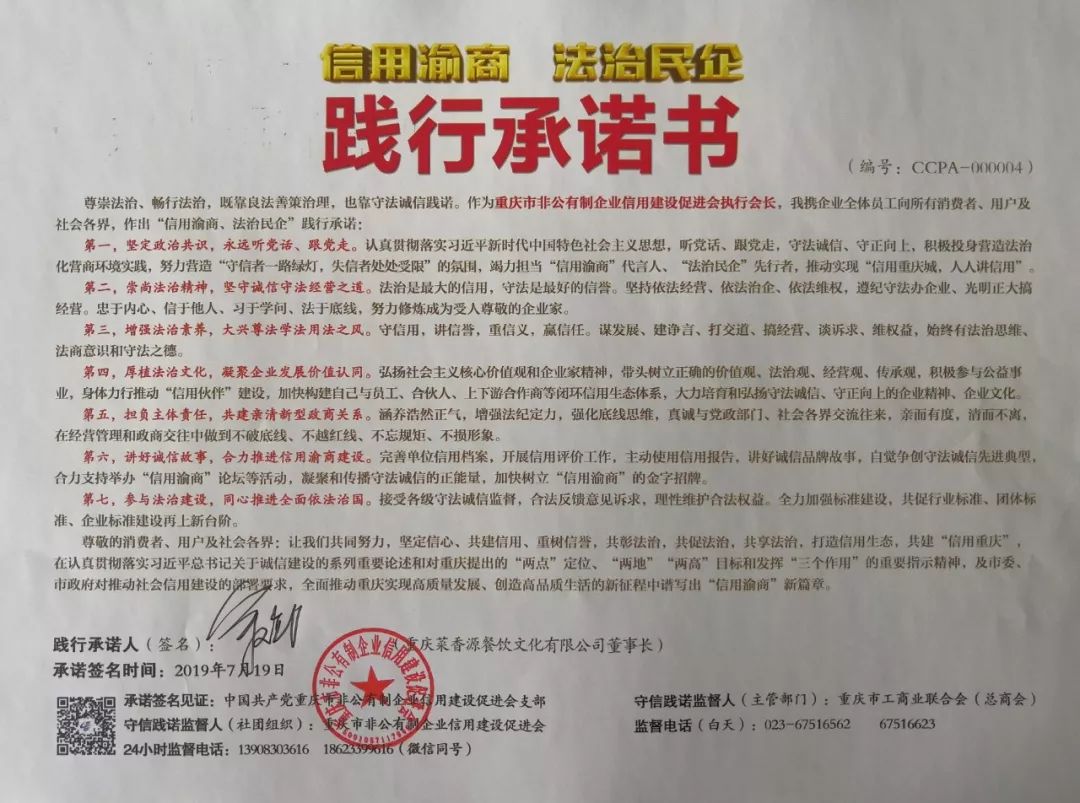 信用渝商 法治民企
践行承诺书
（编号：CCPA-000004）
尊崇法治、畅行法治，既靠良法善策治理，也靠守法诚信践诺。作为重庆市非公有制企业信用建设促进会执行会长，我携企业全体员工向所有消费者、用户及
社会各界，作出“信用渝商、法治民企”践行承诺：
第一，坚定政治共识，永远听党话、跟党走。认真贯彻落实习近平新时代中国特色社会主义思想，听党话、跟党走，守法诚信、守正向上，积极投身营造法治
化营商环境实践，努力营造“守信者一路绿灯，失信者处处受限”的氛围，竭力担当“信用渝商”代言人、“法治民企”先行者，推动实现“信用重庆城，人人讲信用”。
第二，崇尚法治精神，坚守诚信守法经营之道。法治是最大的信用，守法是最好的信誉。坚持依法经营、依法治企、依法维权，遵纪守法办企业、光明正大搞
经营。忠于内心、信于他人、习于学问、法于底线，努力修炼成为受人尊敬的企业家。
第三，增强法治素养，大兴尊法学法用法之风。守信用，讲信誉，重信义，赢信任。谋发展、建诤言、打交道、搞经营、谈诉求、维权益，始终有法治思维、
法商意识和守法之德。
第四，厚植法治文化，凝聚企业发展价值认同。弘扬社会主义核心价值观和企业家精神，带头树立正确的价值观、法治观、经营观、传承观，积极参与公益事
业，身体力行推动“信用伙伴”建设，加快构建自己与员工、合伙人、上下游合作商等闭环信用生态体系，大力培育和弘扬守法诚信、守正向上的企业精神、企业文化。
第五，担负主体责任，共建亲清新型政商关系。涵养浩然正气，增强法纪定力，强化底线思维，真诚与党政部门、社会各界交流往来，亲而有度，清而不离，
在经营管理和政商交往中做到不破底线、不越红线、不忘规矩、不损形象。
第六，讲好诚信故事，合力推进信用渝商建设。完善单位信用档案，开展信用评价工作，主动使用信用报告，讲好诚信品牌故事，自觉争创守法诚信先进典型，
合力支持举办“信用渝商”论坛等活动，凝聚和传播守法诚信的正能量，加快树立“信用渝商”的金字招牌。
第七，参与法治建设，同心推进全面依法治国。接受各级守法诚信监督，合法反馈意见诉求，理性维护合法权益。全力加强标准建设，共促行业标准、团体标
准、企业标准建设再上新台阶。
尊敬的消费者、用户及社会各界：让我们共同努力，坚定信心、共建信用、重树信誉，共彰法治，共促法治，共享法治，打造信用生态，共建“信用重庆”，
在认真贯彻落实习近平总书记关于诚信建设的系列重要论述和对重庆提出的“两点”定位、“两地”“两高”目标和发挥“三个作用”的重要指示精神，及市委、
市政府对推动社会信用建设的部署要求，全面推动重庆实现高质量发展、创造高品质生活的新征程中谱写出“信用渝商”新篇章。
践行承诺人（签名）：（重庆菜香源餐饮文化有限公司董事长）
承诺签名时间：2019年7月19日
承诺签名见证：中国共产党重庆市非公有制企业信用建设促进会支部
守信践诺监督人（主管部门）：重庆市工商业联合会（总商会）
守信践诺监督人（社团组织）：重庆市非公有制企业信用建设促进会
监督电话（白天）：023-67516562 67516623
24小时监督电话：13908303616 18623399616（微信同号）
重庆市非公有制企业信用建设促进会